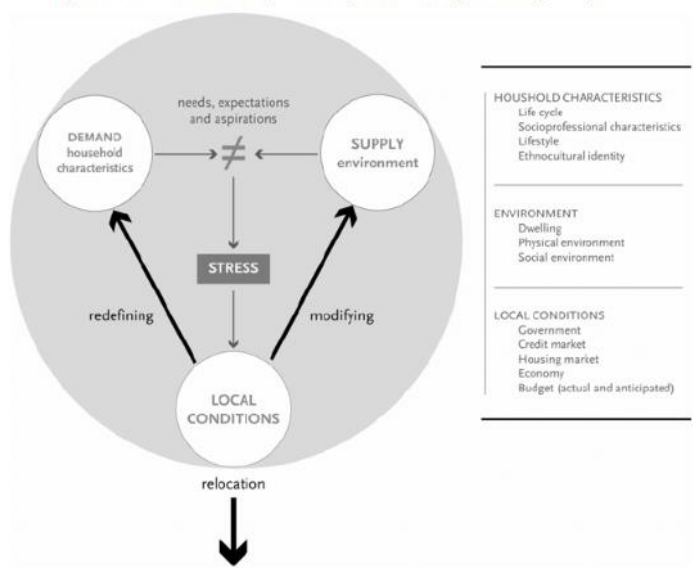 needs, expectations
and aspirations
DEMAND
household
characteristics
≠
SUPPLY
environment
STRESS
redefining
modifying
LOCAL
CONDITIONS
relocation
HOUSHOLD CHARACTERISTICS
Life cycle
Socioprofessional characteristics
Lifestyle
Ethnocultural identity
ENVIRONMENT
Dwelling
Physical environment
Social environment
LOCAL CONDITIONS
Government
Credit market
Housing market
Economy
Budget (actual and anticipated)